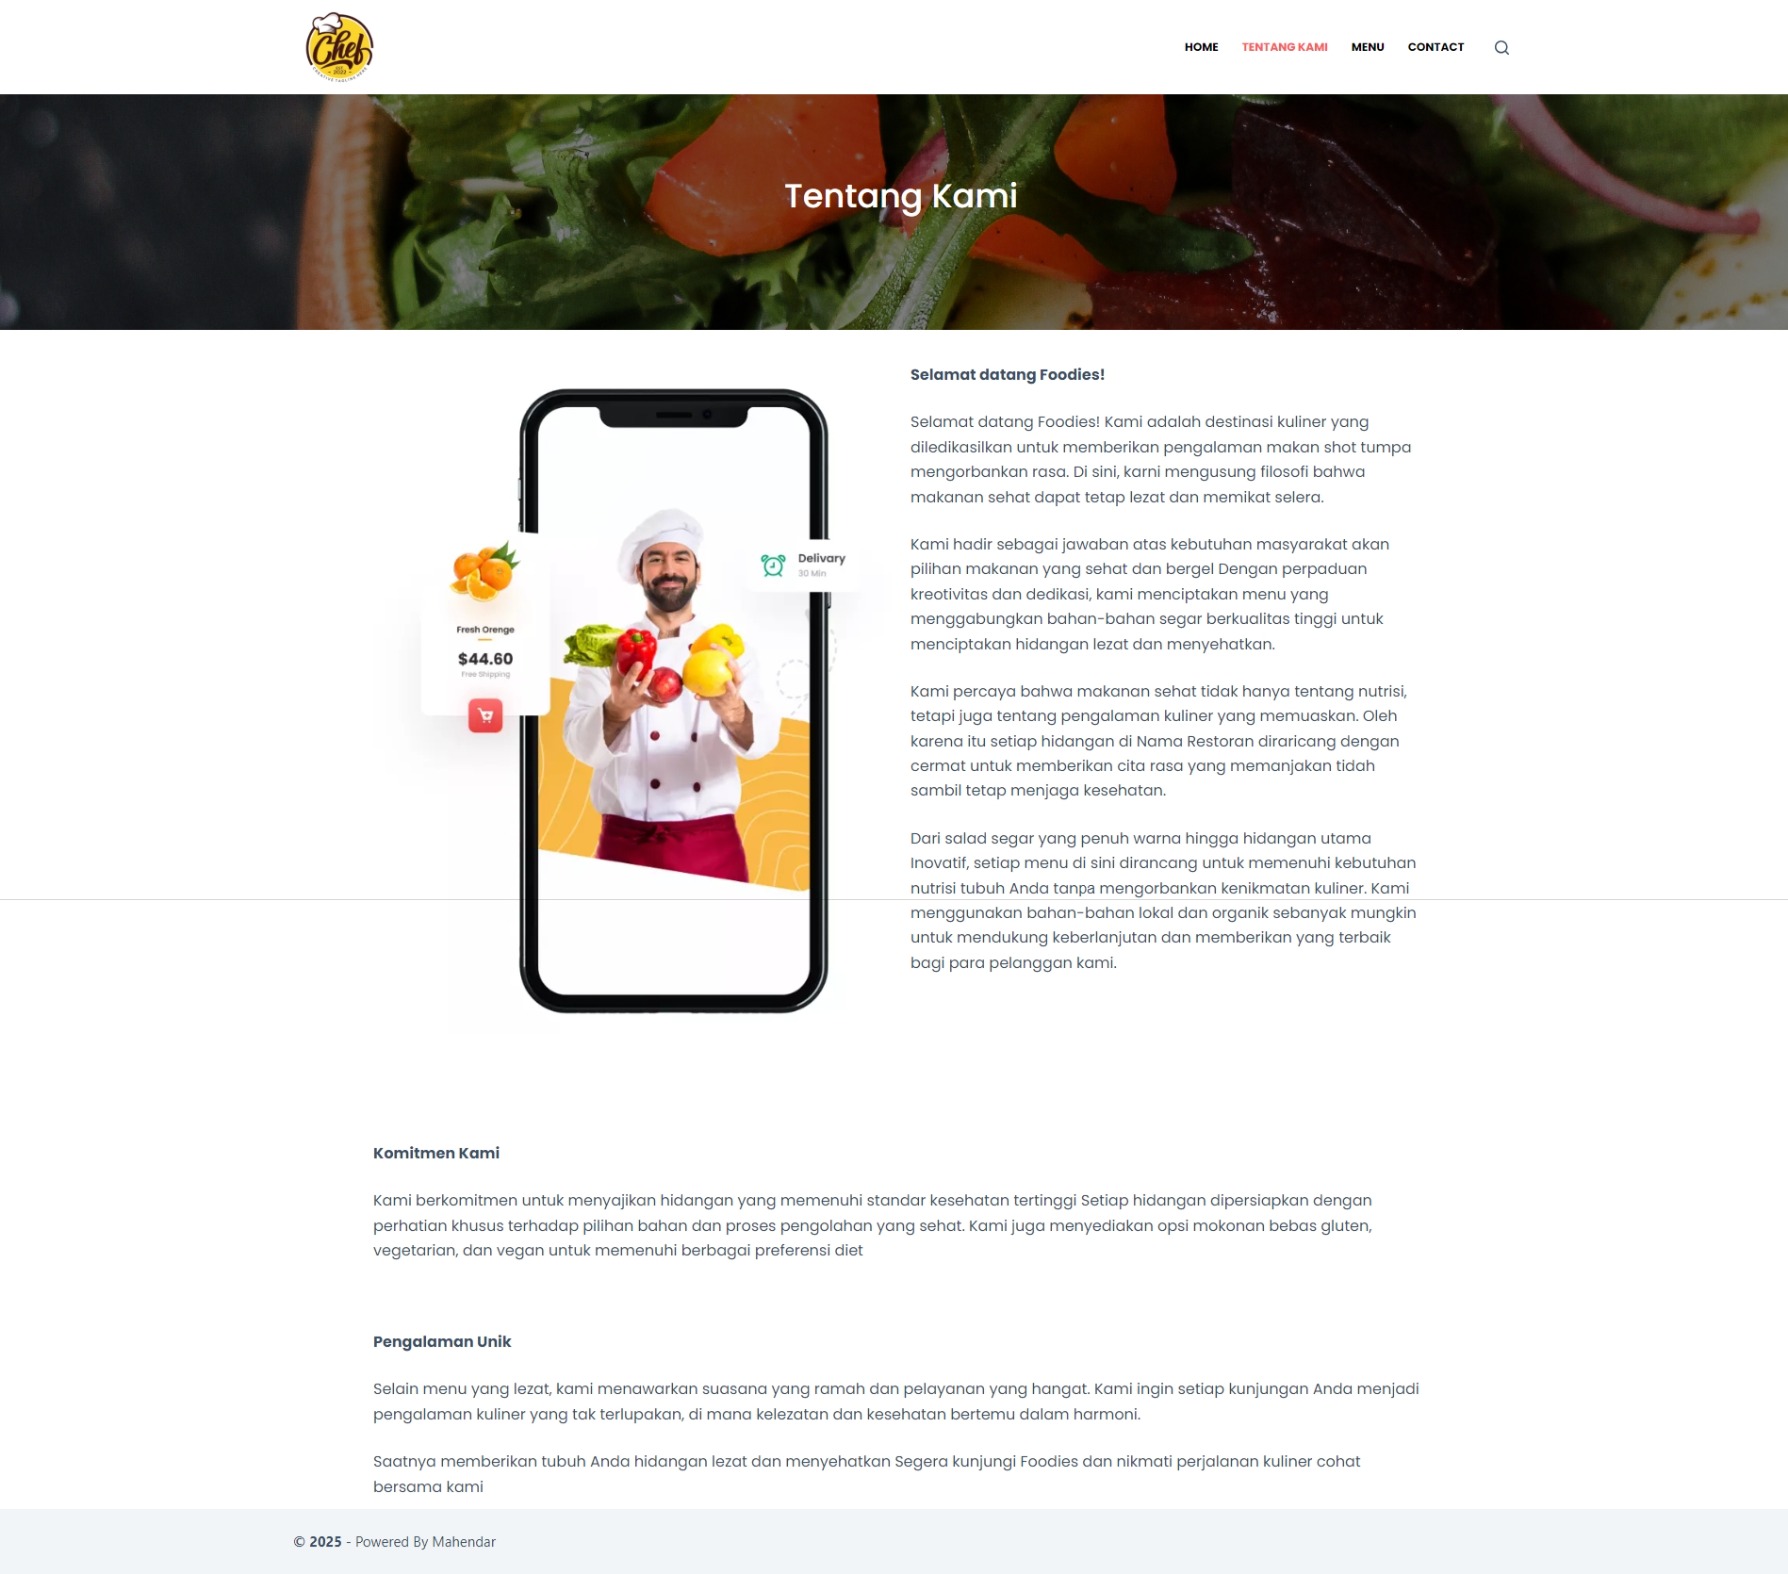 Chef
HOME
TENTANG KAMI
MENU
CONTACT
Tentang Kami
Fresh Orenge
$44.60
Free Shipping
Delivary
30 Min
Selamat datang Foodies!
Selamat datang Foodies! Kami adalah destinasi kuliner yang
diledikasilkan untuk memberikan pengalaman makan shot tumpa
mengorbankan rasa. Di sini, karni mengusung filosofi bahwa
makanan sehat dapat tetap lezat dan memikat selera.
Kami hadir sebagai jawaban atas kebutuhan masyarakat akan
pilihan makanan yang sehat dan bergel Dengan perpaduan
kreotivitas dan dedikasi, kami menciptakan menu yang
menggabungkan bahan-bahan segar berkualitas tinggi untuk
menciptakan hidangan lezat dan menyehatkan.
Kami percaya bahwa makanan sehat tidak hanya tentang nutrisi,
tetapi juga tentang pengalaman kuliner yang memuaskan. Oleh
karena itu setiap hidangan di Nama Restoran diraricang dengan
cermat untuk memberikan cita rasa yang memanjakan tidah
sambil tetap menjaga kesehatan.
Dari salad segar yang penuh warna hingga hidangan utama
Inovatif, setiap menu di sini dirancang untuk memenuhi kebutuhan
nutrisi tubuh Anda tanpa mengorbankan kenikmatan kuliner. Kami
menggunakan bahan-bahan lokal dan organik sebanyak mungkin
untuk mendukung keberlanjutan dan memberikan yang terbaik
bagi para pelanggan kami.
Komitmen Kami
Kami berkomitmen untuk menyajikan hidangan yang memenuhi standar kesehatan tertinggi Setiap hidangan dipersiapkan dengan
perhatian khusus terhadap pilihan bahan dan proses pengolahan yang sehat. Kami juga menyediakan opsi mokonan bebas gluten,
vegetarian, dan vegan untuk memenuhi berbagai preferensi diet
Pengalaman Unik
Selain menu yang lezat, kami menawarkan suasana yang ramah dan pelayanan yang hangat. Kami ingin setiap kunjungan Anda menjadi
pengalaman kuliner yang tak terlupakan, di mana kelezatan dan kesehatan bertemu dalam harmoni.
Saatnya memberikan tubuh Anda hidangan lezat dan menyehatkan Segera kunjungi Foodies dan nikmati perjalanan kuliner cohat
bersama kami
© 2025 - Powered By Mahendar